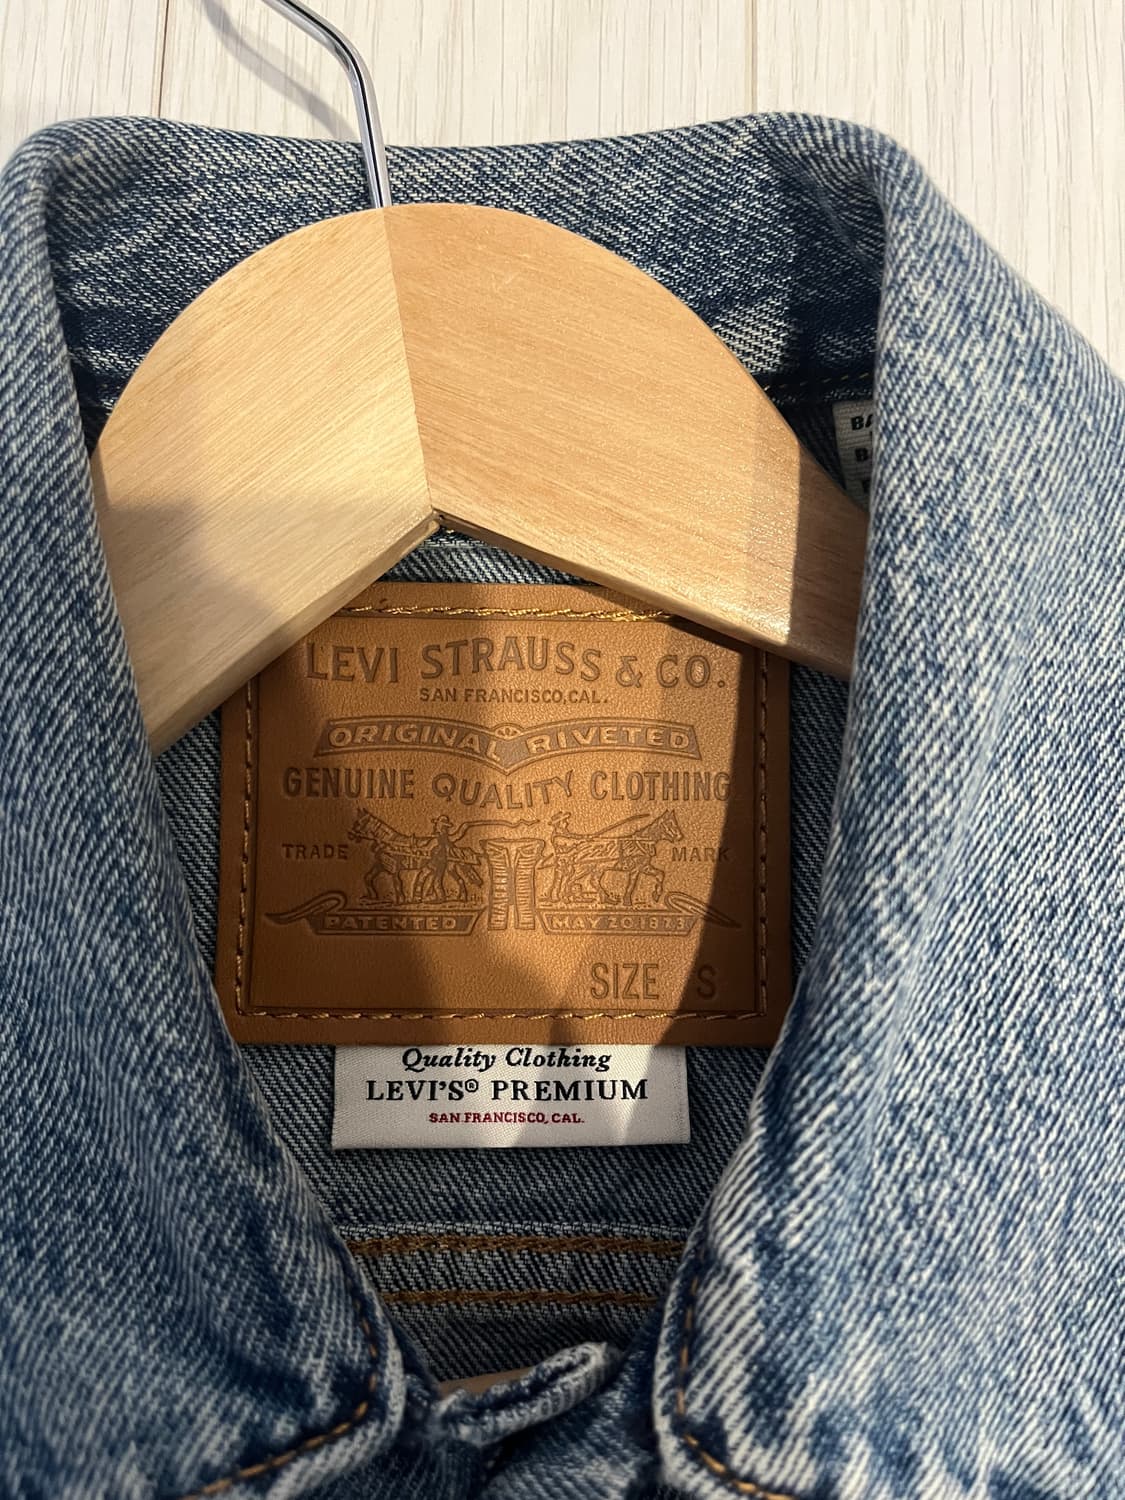 LEVI STRAUSS & CO.
SAN FRANCISCO, CAL.
ORIGINAL RIVETED
GENUINE QUALITY CLOTHING
TRADE MARK
PATENTED MAY 20 1873
SIZE S
Quality Clothing
LEVI'S® PREMIUM
SAN FRANCISCO, CAL.